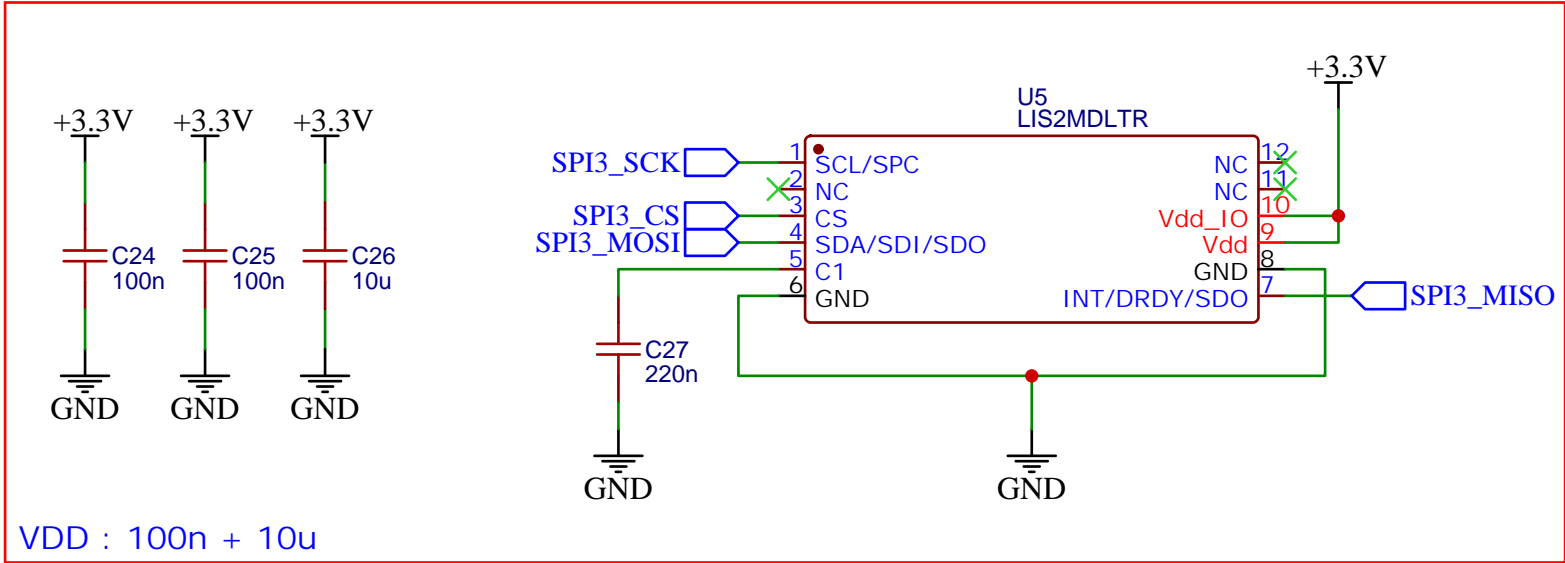 +3.3V
+3.3V
+3.3V
C24
100n
C25
100n
C26
10u
GND
GND
GND
VDD : 100n + 10u
U5
LIS2MDLTR
+3.3V
SPI3_SCK
1
SCL/SPC
2
NC
SPI3_CS
3
CS
SPI3_MOSI
4
SDA/SDI/SDO
5
C1
6
GND
NC
12
NC
11
Vdd_IO
10
Vdd
9
GND
8
INT/DRDY/SDO
7
SPI3_MISO
C27
220n
GND
GND